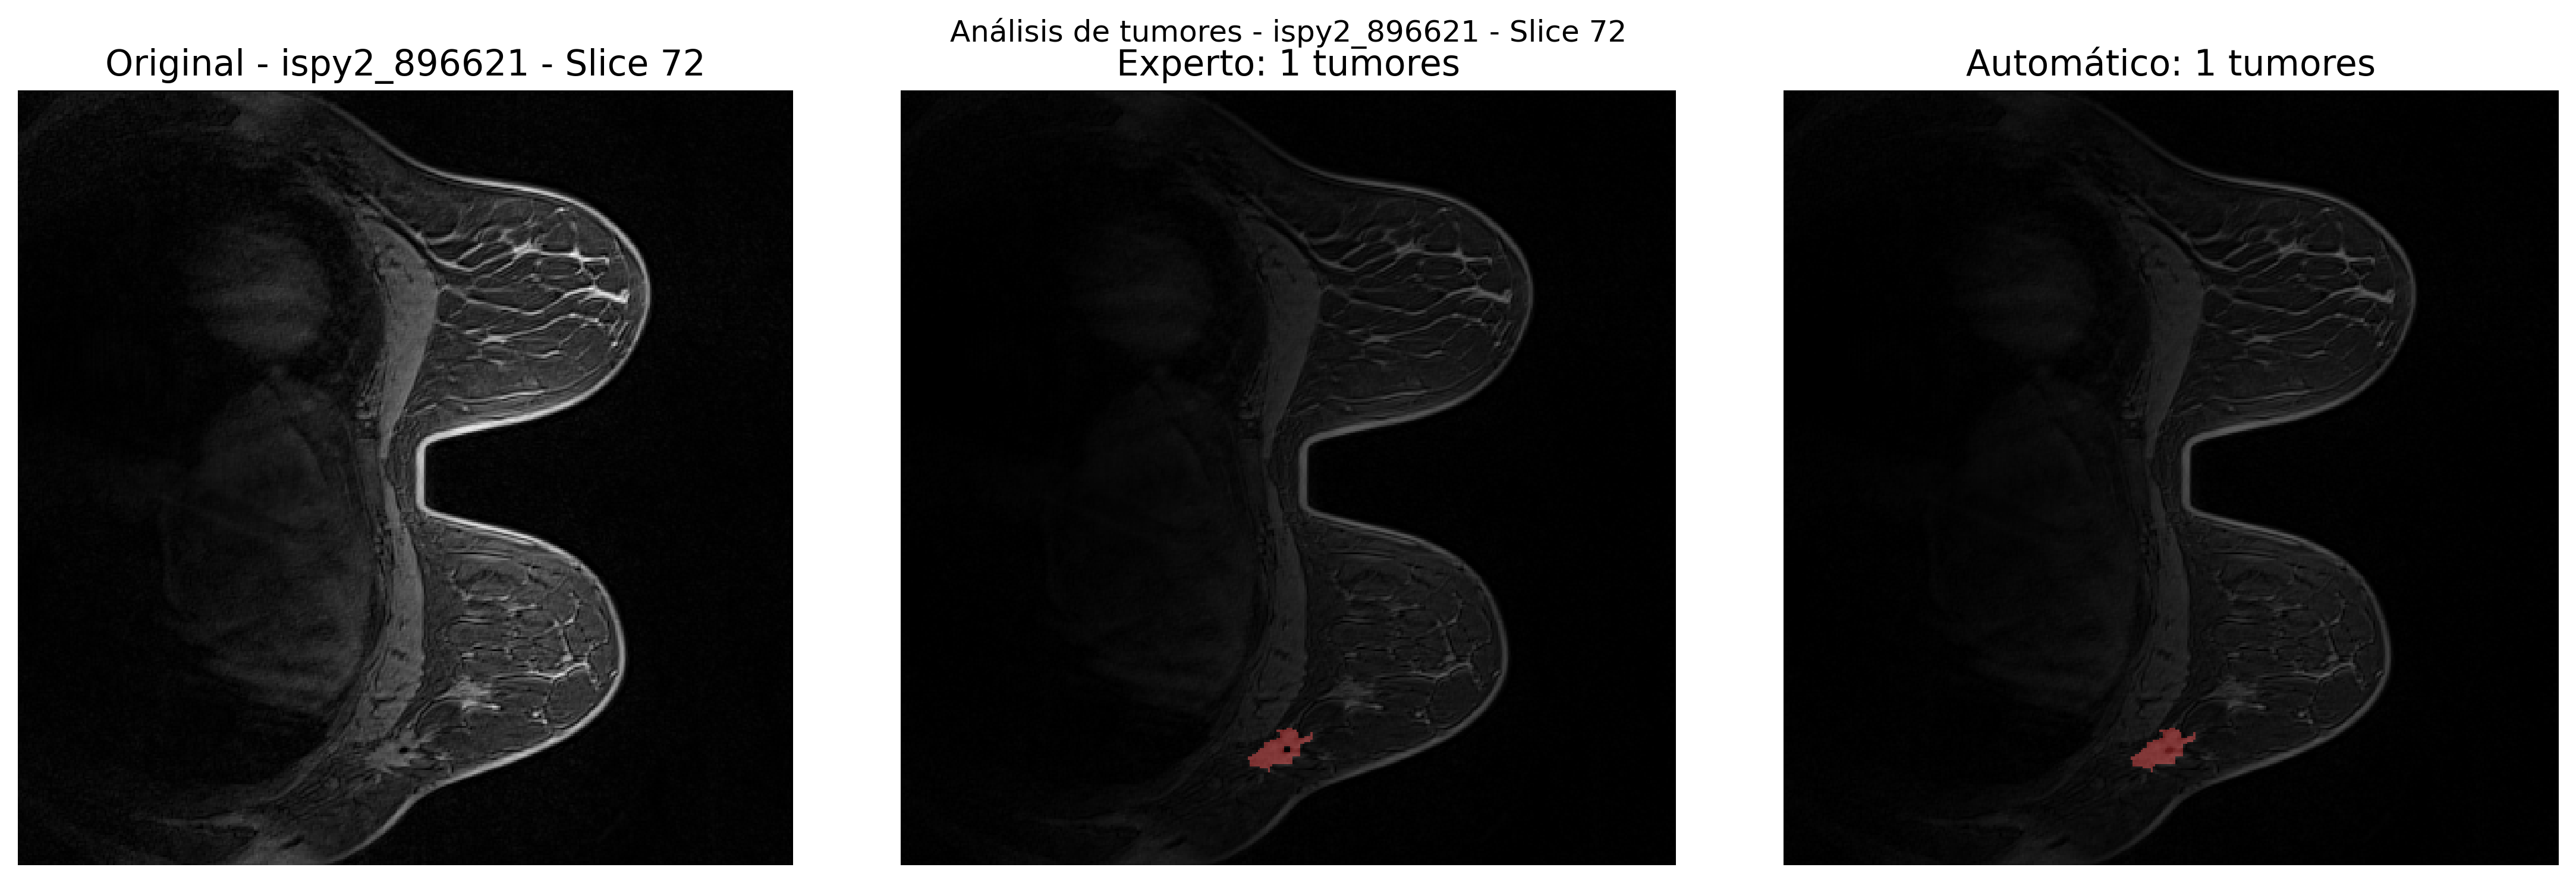 Análisis de tumores - ispy2_896621 - Slice 72
Original - ispy2_896621 - Slice 72
Experto: 1 tumores
Automático: 1 tumores